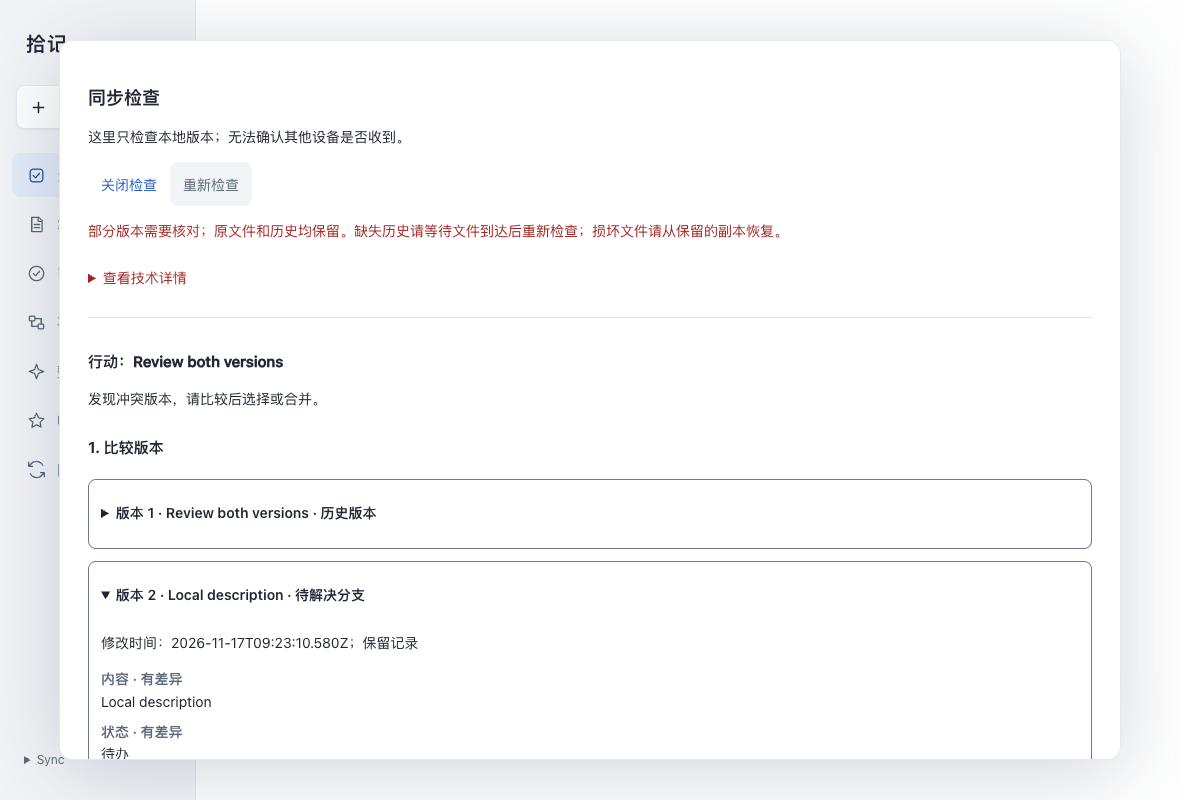 拾记
同步检查
这里只检查本地版本；无法确认其他设备是否收到。
关闭检查 重新检查
部分版本需要核对；原文件和历史均保留。缺失历史请等待文件到达后重新检查；损坏文件请从保留的副本恢复。
查看技术详情
行动：Review both versions
发现冲突版本，请比较后选择或合并。
1. 比较版本
版本 1 · Review both versions · 历史版本
版本 2 · Local description · 待解决分支
修改时间：2026-11-17T09:23:10.580Z；保留记录
内容 · 有差异
Local description
状态 · 有差异
待办
Sync